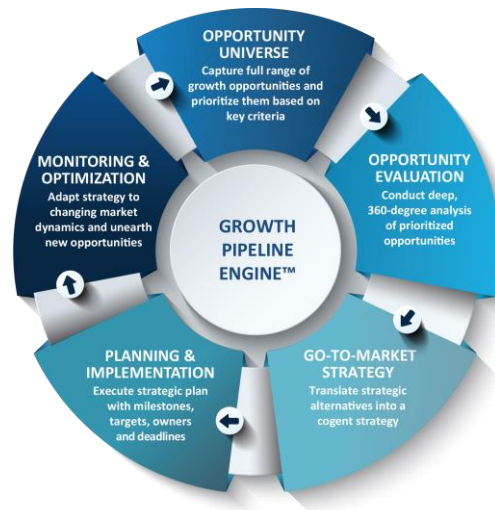 OPPORTUNITY
UNIVERSE
Capture full range of
growth opportunities and
prioritize them based on
key criteria
OPPORTUNITY
EVALUATION
Conduct deep,
360-degree analysis
of prioritized
opportunities
GO-TO-MARKET
STRATEGY
Translate strategic
alternatives into a
cogent strategy
PLANNING &
IMPLEMENTATION
Execute strategic plan
with milestones,
targets, owners
and deadlines
MONITORING &
OPTIMIZATION
Adapt strategy to
changing market
dynamics and unearth
new opportunities
GROWTH
PIPELINE
ENGINE™